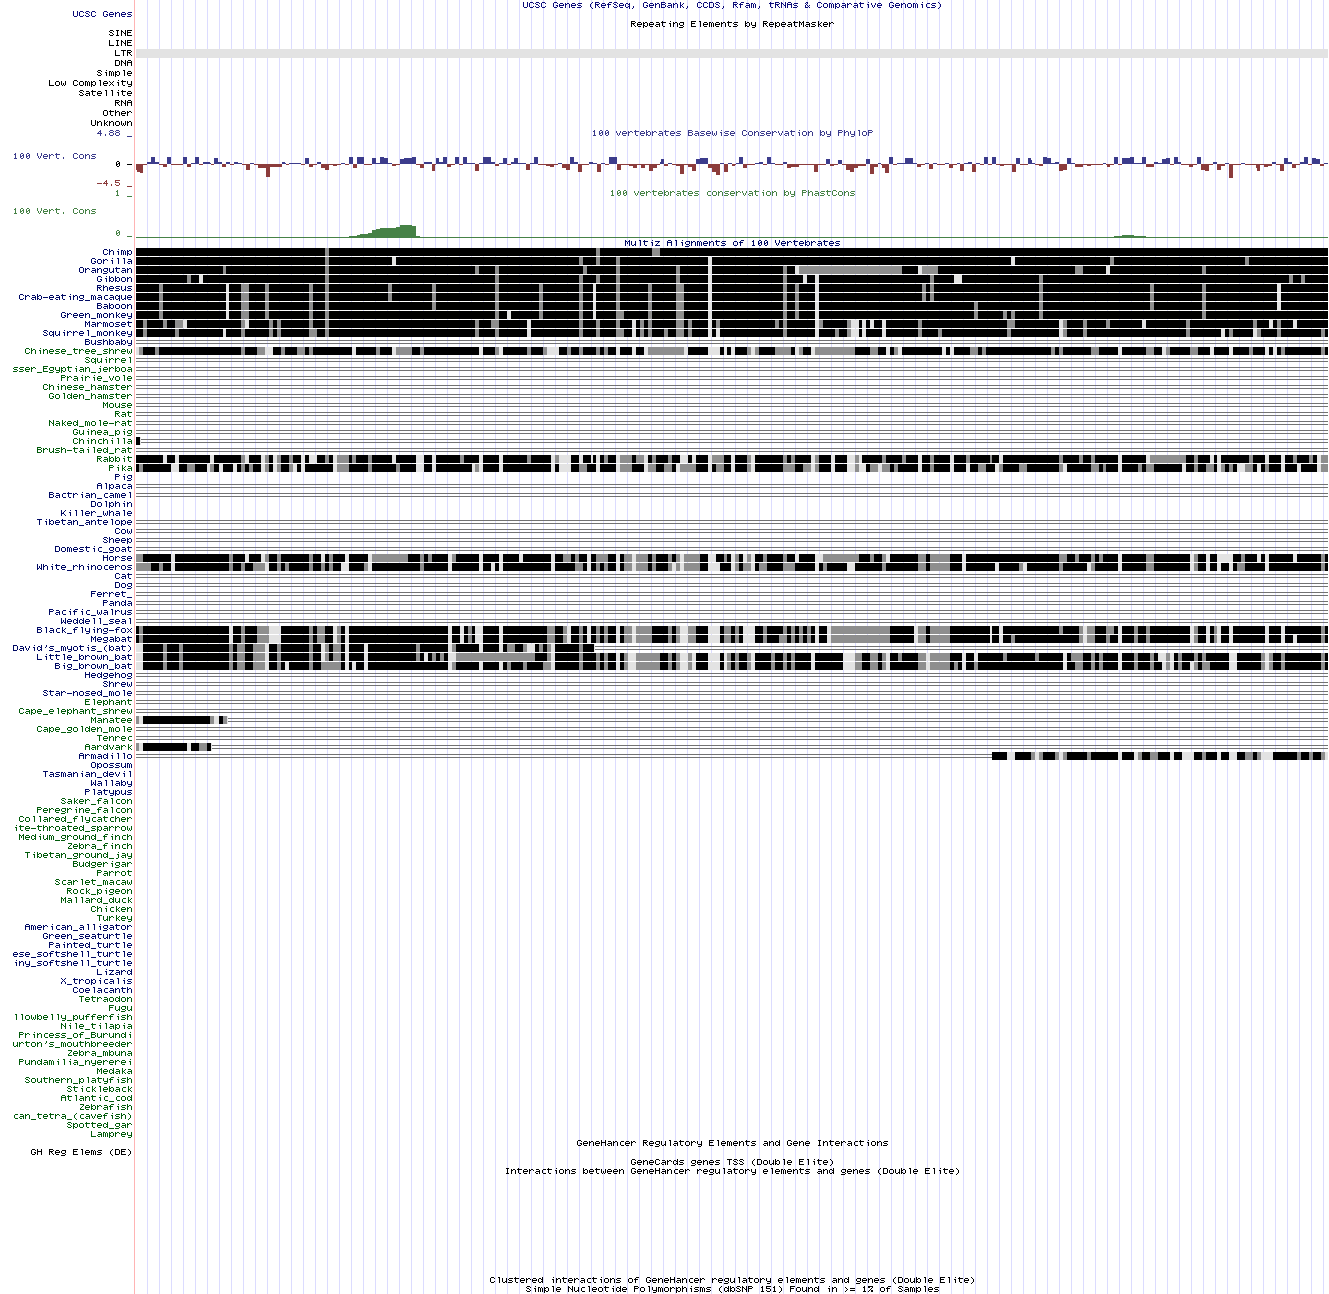 UCSC Genes (RefSeq, GenBank, CCDS, Rfam, tRNAs & Comparative Genomics)
UCSC Genes
Repeating Elements by RepeatMasker
SINE
LINE
LTR
DNA
Simple
Low Complexity
Satellite
RNA
Other
Unknown
4.88 _
100 vertebrates Basewise Conservation by PhyloP
100 Vert. Cons
0 _
-4.5 _
1 _
100 vertebrates conservation by PhastCons
100 Vert. Cons
0 _
Multiz Alignments of 100 Vertebrates
Chimp
Gorilla
Orangutan
Gibbon
Rhesus
Crab-eating_macaque
Baboon
Green_monkey
Marmoset
Squirrel_monkey
Bushbaby
Chinese_tree_shrew
Squirrel
sser_Egyptian_jerboa
Prairie_vole
Chinese_hamster
Golden_hamster
Mouse
Rat
Naked_mole-rat
Guinea_pig
Chinchilla
Brush-tailed_rat
Rabbit
Pika
Pig
Alpaca
Bactrian_camel
Dolphin
Killer_whale
Tibetan_antelope
Cow
Sheep
Domestic_goat
Horse
White_rhinoceros
Cat
Dog
Ferret_
Panda
Pacific_walrus
Weddell_seal
Black_flying-fox
Megabat
David's_myotis_(bat)
Little_brown_bat
Big_brown_bat
Hedgehog
Shrew
Star-nosed_mole
Elephant
Cape_elephant_shrew
Manatee
Cape_golden_mole
Tenrec
Aardvark
Armadillo
Opossum
Tasmanian_devil
Wallaby
Platypus
Saker_falcon
Peregrine_falcon
Collared_flycatcher
ite-throated_sparrow
Medium_ground_finch
Zebra_finch
Tibetan_ground_jay
Budgerigar
Parrot
Scarlet_macaw
Rock_pigeon
Mallard_duck
Chicken
Turkey
American_alligator
Green_seaturtle
Painted_turtle
ese_softshell_turtle
iny_softshell_turtle
Lizard
X_tropicalis
Coelacanth
Tetraodon
Fugu
llowbelly_pufferfish
Nile_tilapia
Princess_of_Burundi
urton's_mouthbreeder
Zebra_mbuna
Pundamilia_nyererei
Medaka
Southern_platyfish
Stickleback
Atlantic_cod
Zebrafish
can_tetra_(cavefish)
Spotted_gar
Lamprey
GeneHancer Regulatory Elements and Gene Interactions
GH Reg Elems (DE)
GeneCards genes TSS (Double Elite)
Interactions between GeneHancer regulatory elements and genes (Double Elite)
Clustered interactions of GeneHancer regulatory elements and genes (Double Elite)
Simple Nucleotide Polymorphisms (dbSNP 151) Found in >= 1% of Samples